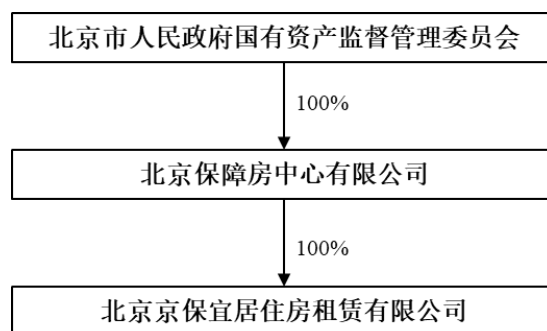 北京市人民政府国有资产监督管理委员会
100%
北京保障房中心有限公司
100%
北京京保宜居住房租赁有限公司